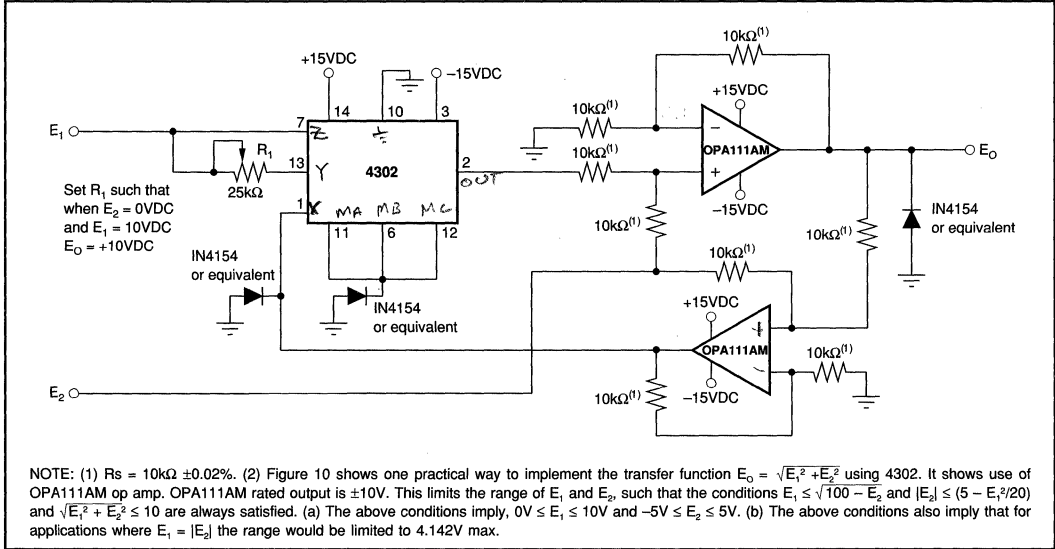 10kΩ(1)
+15VDC
−15VDC
+15VDC
14
10
3
10kΩ(1)
E1
7
Z
R1
13
Y
25kΩ
4302
2
OUT
10kΩ(1)
−
OPA111AM
+
EO
Set R1 such that
when E2 = 0VDC
and E1 = 10VDC
EO = +10VDC
1
X
MA
MB
MC
11
6
12
−15VDC
10kΩ(1)
10kΩ(1)
IN4154
or equivalent
IN4154
or equivalent
IN4154
or equivalent
10kΩ(1)
+15VDC
+
OPA111AM
−
10kΩ(1)
−15VDC
10kΩ(1)
E2
NOTE: (1) Rs = 10kΩ ±0.02%. (2) Figure 10 shows one practical way to implement the transfer function EO = √E1² +E2² using 4302. It shows use of
OPA111AM op amp. OPA111AM rated output is ±10V. This limits the range of E1 and E2, such that the conditions E1 ≤ √100 − E2 and |E2| ≤ (5 − E1²/20)
and √E1² + E2² ≤ 10 are always satisfied. (a) The above conditions imply, 0V ≤ E1 ≤ 10V and −5V ≤ E2 ≤ 5V. (b) The above conditions also imply that for
applications where E1 = |E2| the range would be limited to 4.142V max.